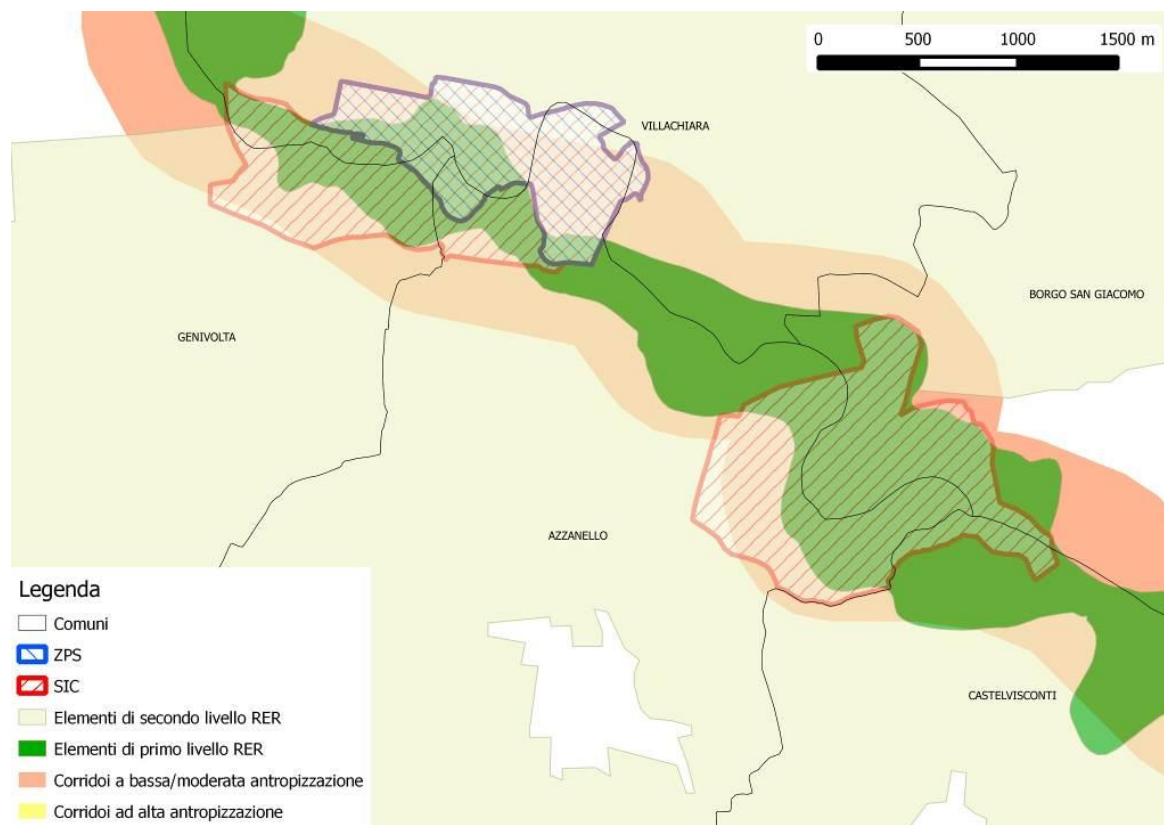 0 500 1000 1500 m
VILLACHIARA
BORGO SAN GIACOMO
GENIVOLTA
AZZANELLO
CASTELVISCONTI
Legenda
Comuni
ZPS
SIC
Elementi di secondo livello RER
Elementi di primo livello RER
Corridoi a bassa/moderata antropizzazione
Corridoi ad alta antropizzazione